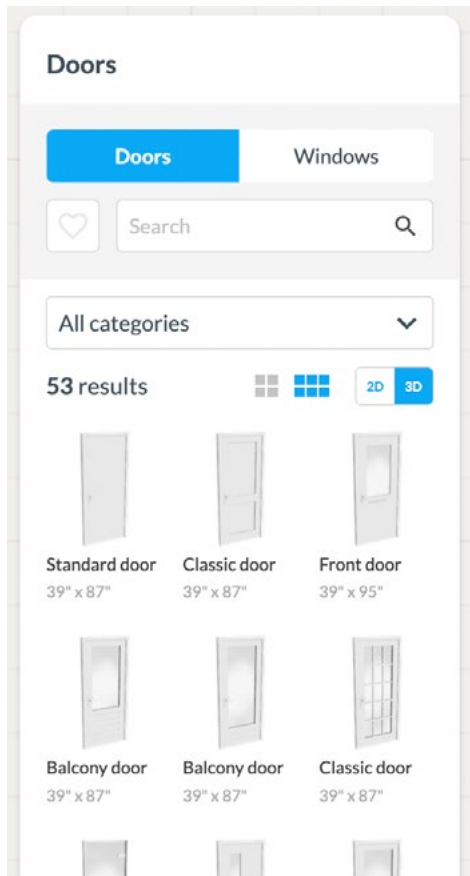 Doors
Doors Windows
Search
All categories
53 results 2D 3D
Standard door Classic door Front door
39" x 87" 39" x 87" 39" x 95"
Balcony door Balcony door Classic door
39" x 87" 39" x 87" 39" x 87"